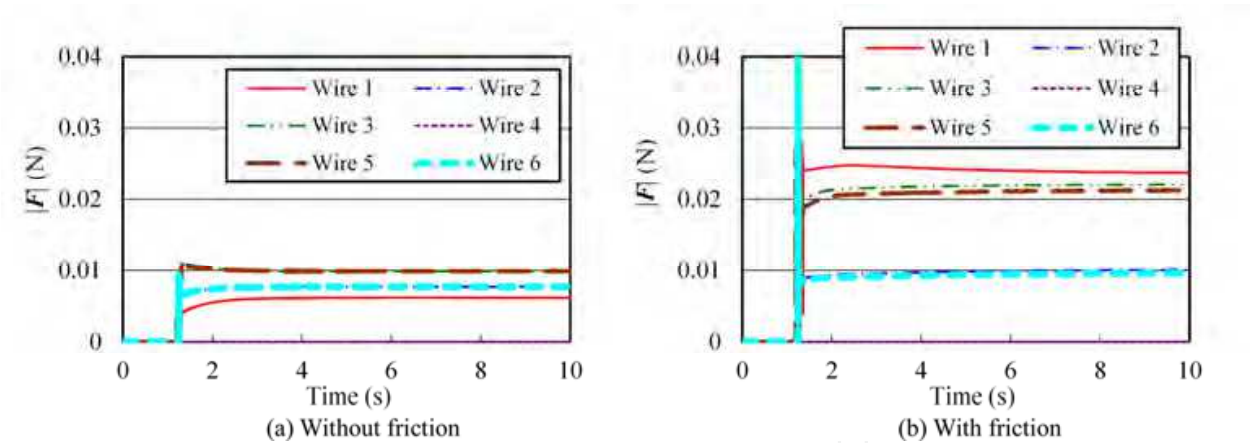 0.04
0.03
0.02
0.01
0
|F| (N)
Wire 1
Wire 2
Wire 3
Wire 4
Wire 5
Wire 6
0 2 4 6 8 10
Time (s)
(a) Without friction
0.04
0.03
0.02
0.01
0
|F| (N)
Wire 1
Wire 2
Wire 3
Wire 4
Wire 5
Wire 6
0 2 4 6 8 10
Time (s)
(b) With friction